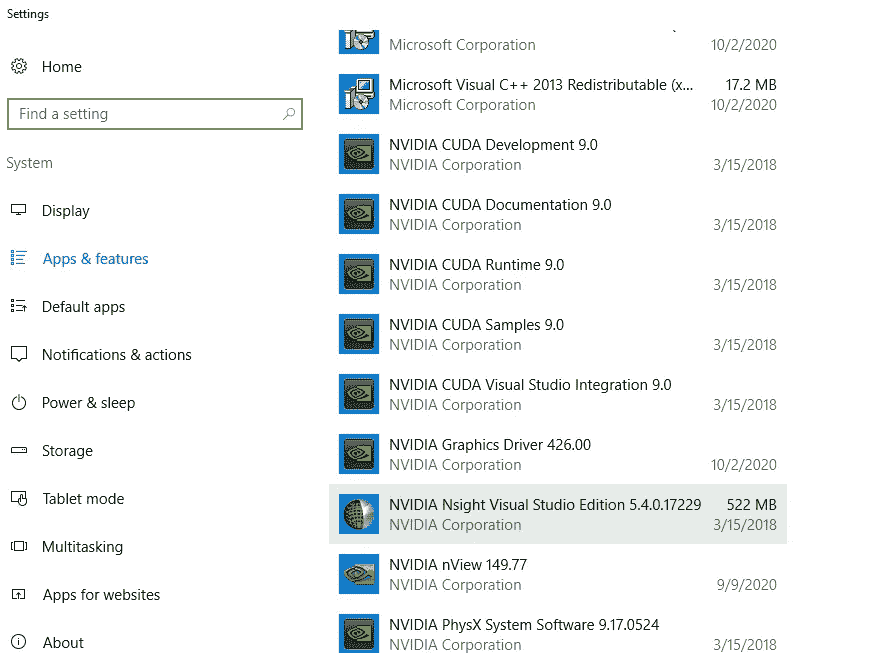 Settings
Home
Find a setting
System
Display
Apps & features
Default apps
Notifications & actions
Power & sleep
Storage
Tablet mode
Multitasking
Apps for websites
About
Microsoft Corporation 10/2/2020
Microsoft Visual C++ 2013 Redistributable (x... 17.2 MB
Microsoft Corporation 10/2/2020
NVIDIA CUDA Development 9.0
NVIDIA Corporation 3/15/2018
NVIDIA CUDA Documentation 9.0
NVIDIA Corporation 3/15/2018
NVIDIA CUDA Runtime 9.0
NVIDIA Corporation 3/15/2018
NVIDIA CUDA Samples 9.0
NVIDIA Corporation 3/15/2018
NVIDIA CUDA Visual Studio Integration 9.0
NVIDIA Corporation 3/15/2018
NVIDIA Graphics Driver 426.00
NVIDIA Corporation 10/2/2020
NVIDIA Nsight Visual Studio Edition 5.4.0.17229 522 MB
NVIDIA Corporation 3/15/2018
NVIDIA nView 149.77
NVIDIA Corporation 9/9/2020
NVIDIA PhysX System Software 9.17.0524
NVIDIA Corporation 3/15/2018